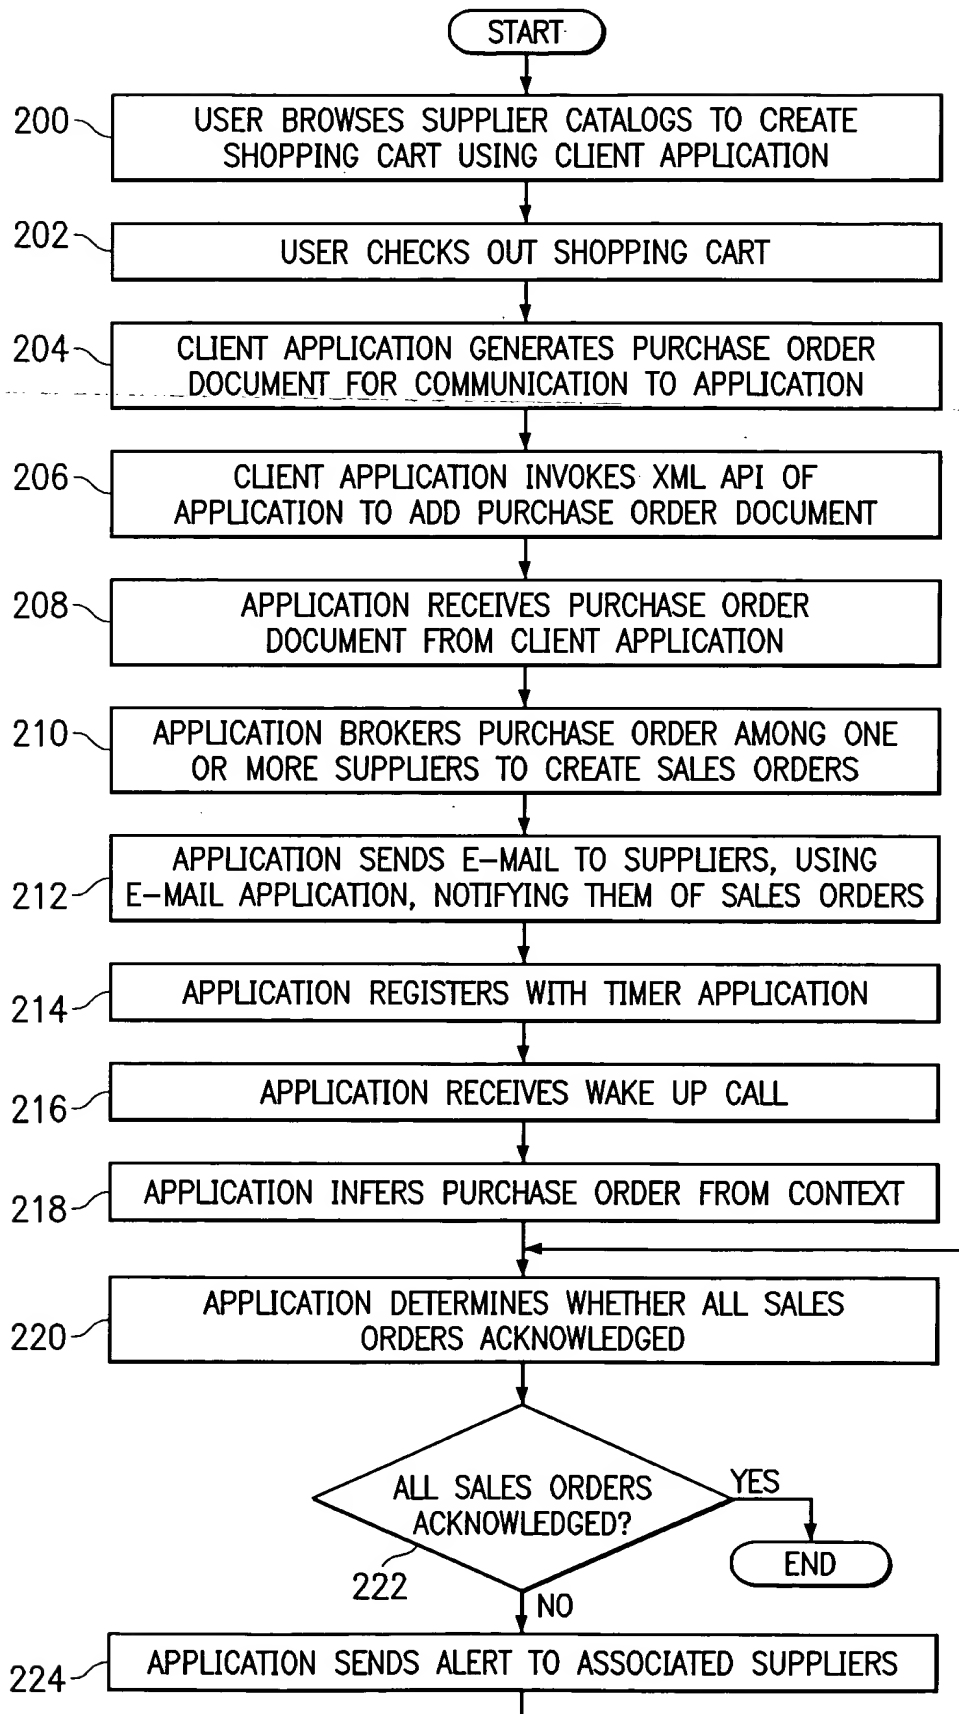 START
200
USER BROWSES SUPPLIER CATALOGS TO CREATE
SHOPPING CART USING CLIENT APPLICATION
202
USER CHECKS OUT SHOPPING CART
204
CLIENT APPLICATION GENERATES PURCHASE ORDER
DOCUMENT FOR COMMUNICATION TO APPLICATION
206
CLIENT APPLICATION INVOKES XML API OF
APPLICATION TO ADD PURCHASE ORDER DOCUMENT
208
APPLICATION RECEIVES PURCHASE ORDER
DOCUMENT FROM CLIENT APPLICATION
210
APPLICATION BROKERS PURCHASE ORDER AMONG ONE
OR MORE SUPPLIERS TO CREATE SALES ORDERS
212
APPLICATION SENDS E-MAIL TO SUPPLIERS, USING
E-MAIL APPLICATION, NOTIFYING THEM OF SALES ORDERS
214
APPLICATION REGISTERS WITH TIMER APPLICATION
216
APPLICATION RECEIVES WAKE UP CALL
218
APPLICATION INFERS PURCHASE ORDER FROM CONTEXT
220
APPLICATION DETERMINES WHETHER ALL SALES
ORDERS ACKNOWLEDGED
ALL SALES ORDERS
ACKNOWLEDGED?
YES
END
222
NO
224
APPLICATION SENDS ALERT TO ASSOCIATED SUPPLIERS